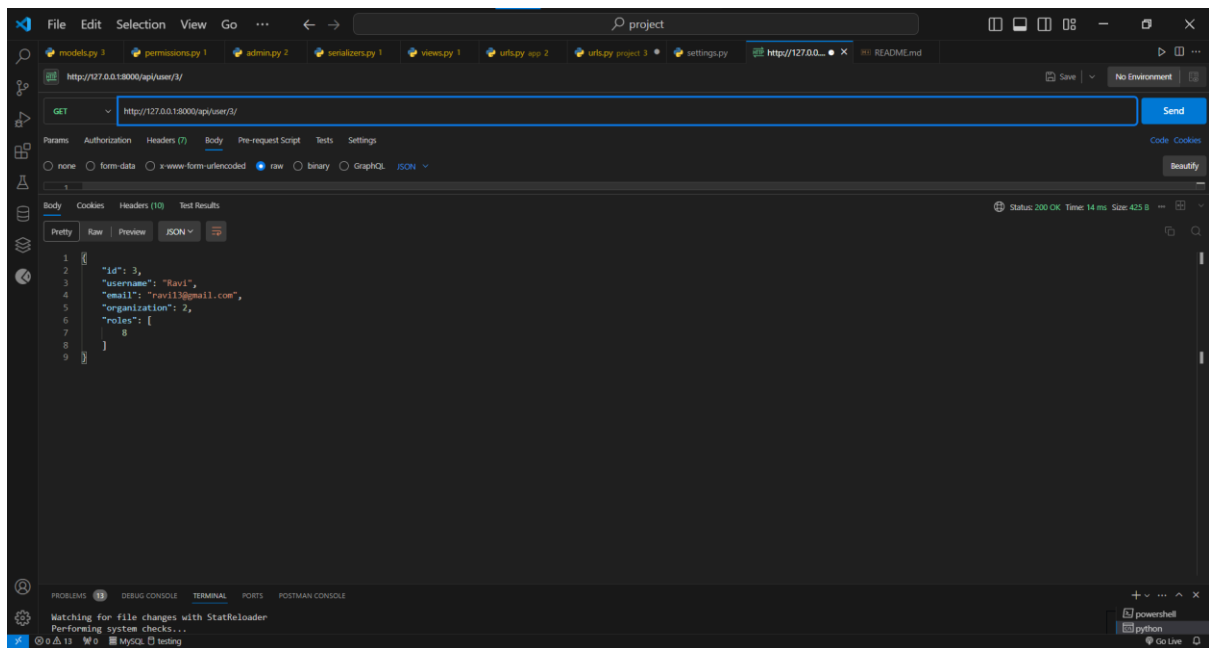 File Edit Selection View Go ··· project
models.py 3 permissions.py 1 admin.py 2 serializers.py 1 views.py 1 urls.py app 2 urls.py project 3 settings.py http://127.0.0.... README.md
http://127.0.0.1:8000/api/user/3/ Save No Environment
GET http://127.0.0.1:8000/api/user/3/ Send
Params Authorization Headers (7) Body Pre-request Script Tests Settings Code Cookies
none form-data x-www-form-urlencoded raw binary GraphQL JSON Beautify
1
Body Cookies Headers (10) Test Results Status: 200 OK Time: 14 ms Size: 425 B
Pretty Raw Preview JSON
1 {
2 "id": 3,
3 "username": "Ravi",
4 "email": "ravi13@gmail.com",
5 "organization": 2,
6 "roles": [
7 8
8 ]
9 }
PROBLEMS 13 DEBUG CONSOLE TERMINAL PORTS POSTMAN CONSOLE
Watching for file changes with StatReloader powershell
Performing system checks... python
0 13 0 MySQL testing Go Live